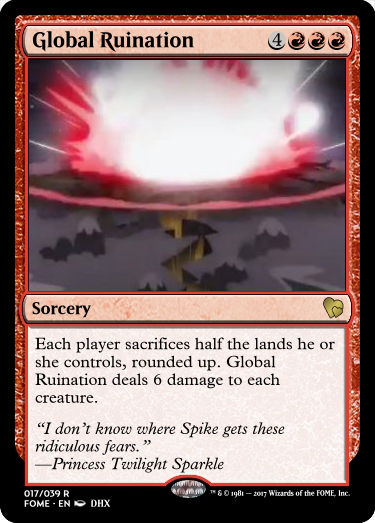 Global Ruination 4
Sorcery
Each player sacrifices half the lands he or
she controls, rounded up. Global
Ruination deals 6 damage to each
creature.
“I don't know where Spike gets these
ridiculous fears.”
—Princess Twilight Sparkle
017/039 R
FOME • EN DHX
™ & © 1981 — 2017 Wizards of the FOME, Inc.